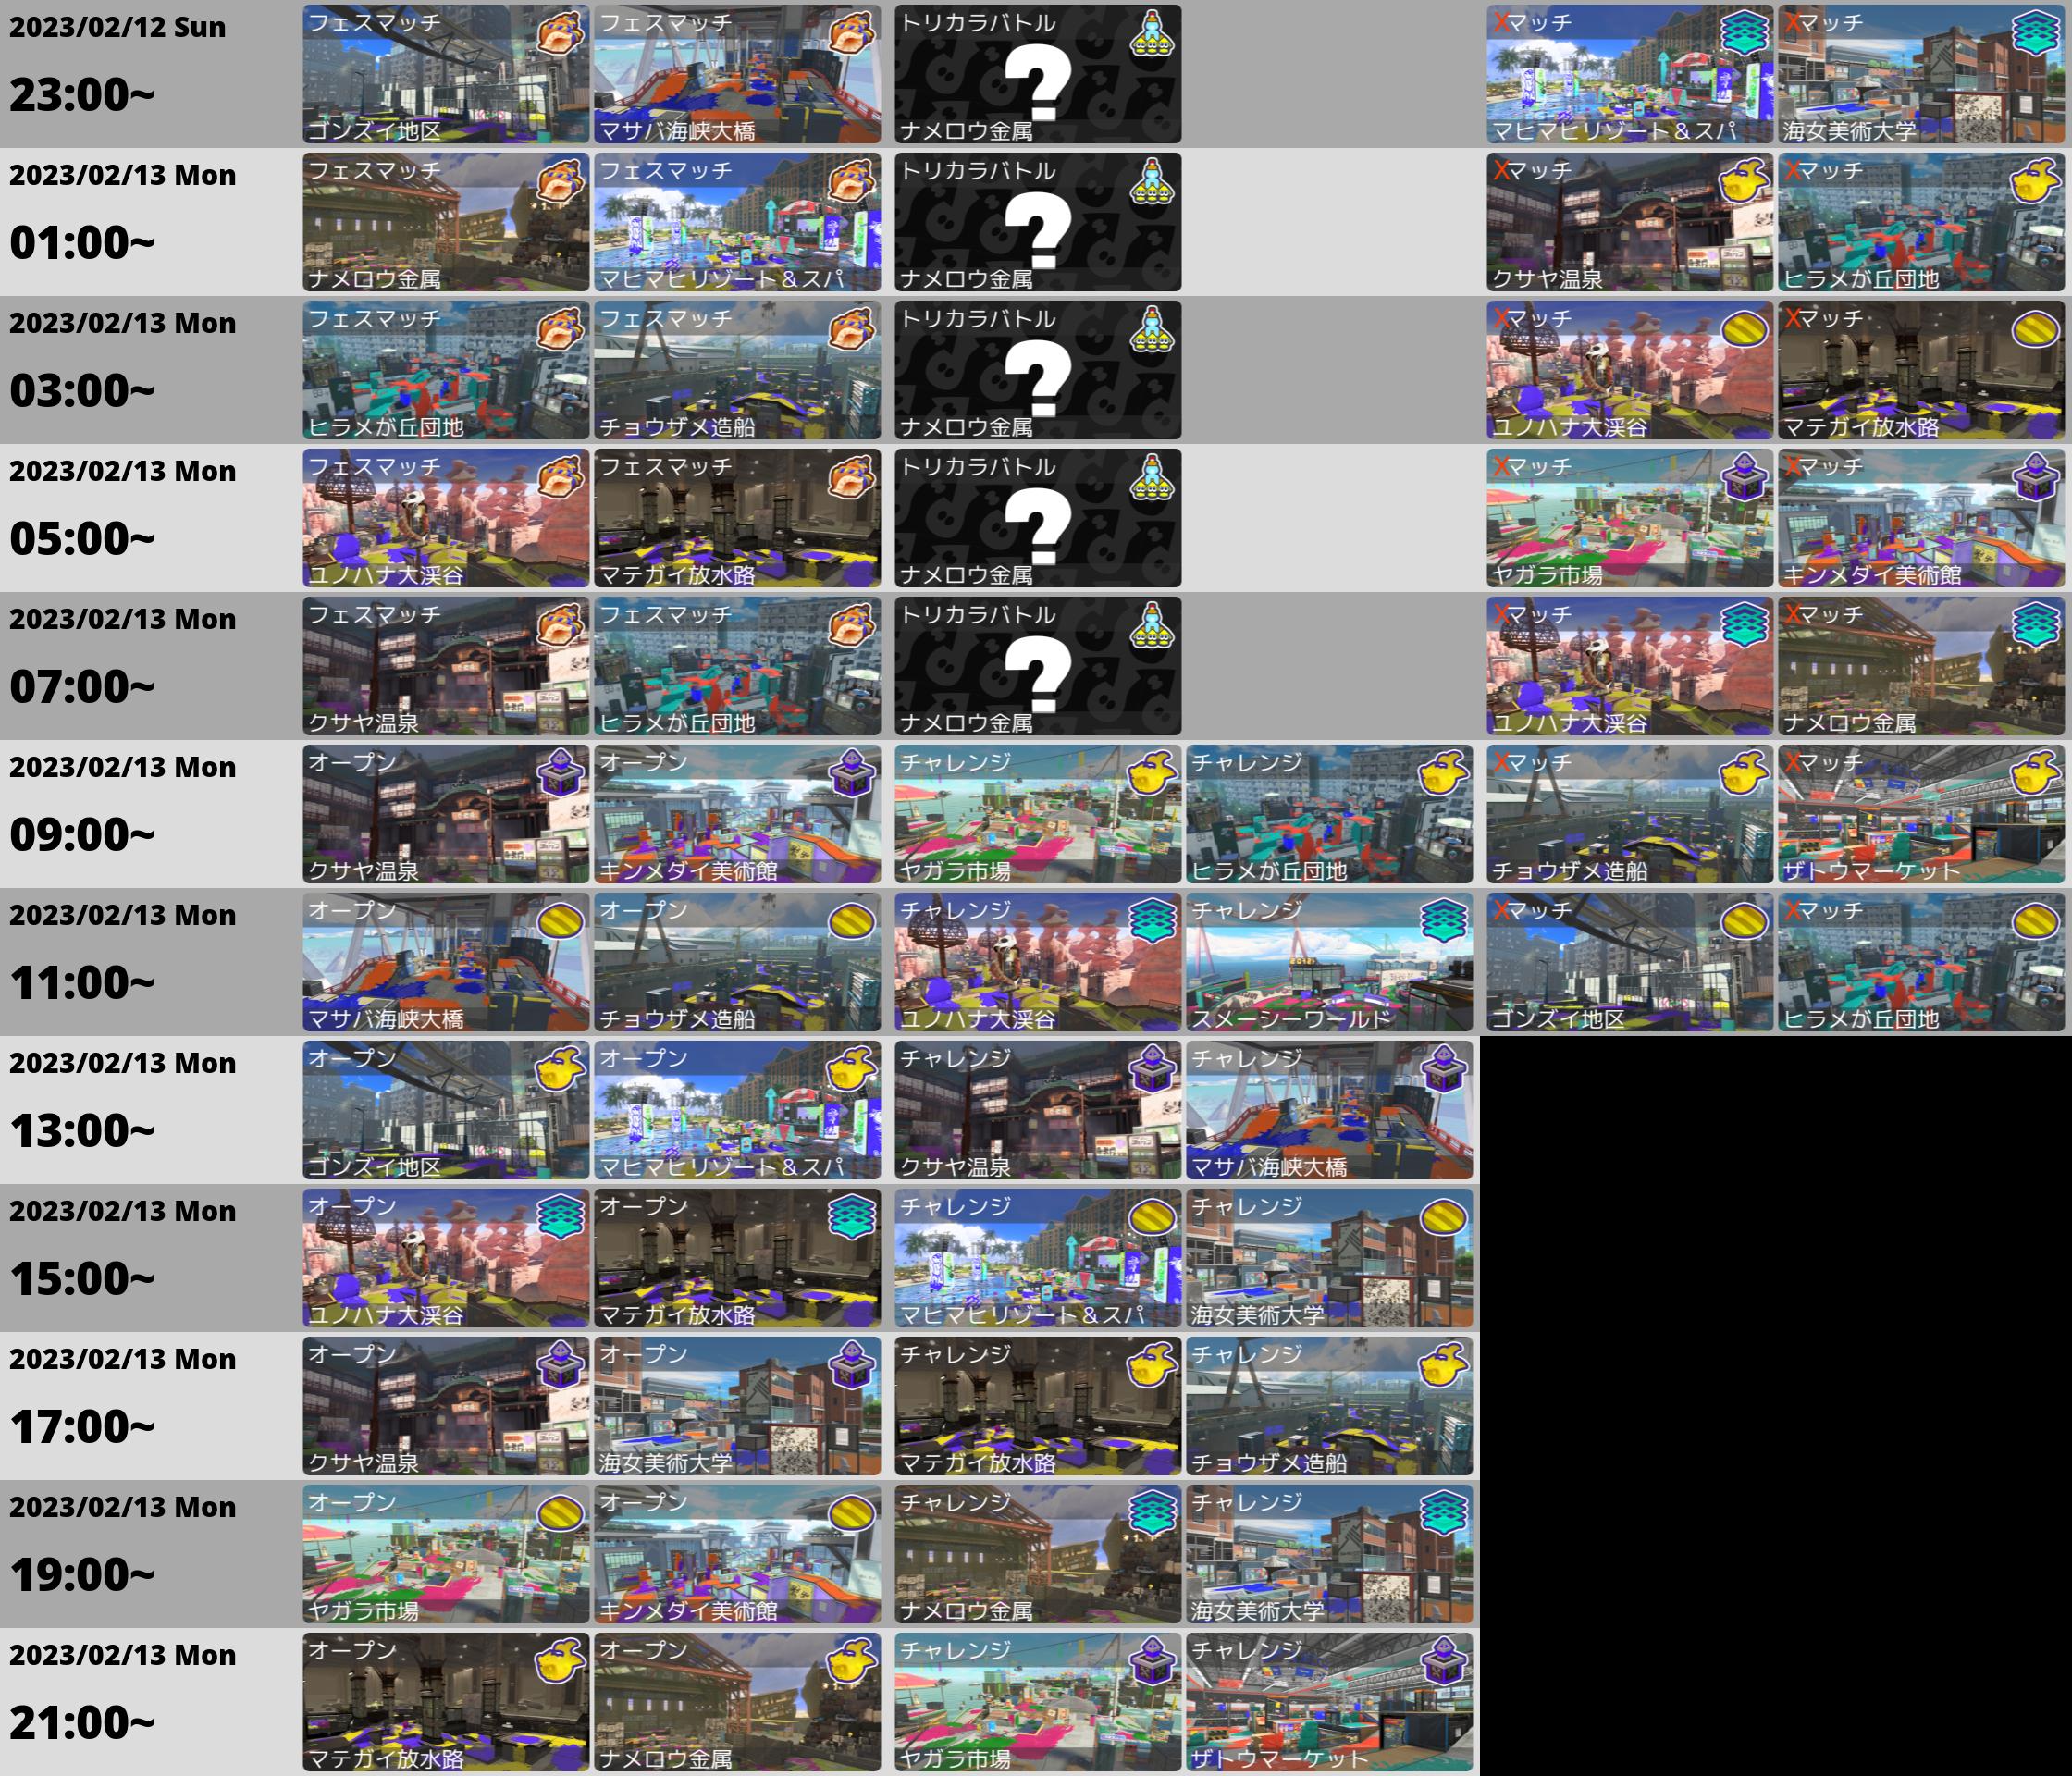 2023/02/12 Sun
23:00~
フェスマッチ
ゴンズイ地区
フェスマッチ
マサバ海峡大橋
トリカラバトル
?
ナメロウ金属
Xマッチ
マヒマヒリゾート＆スパ
Xマッチ
海女美術大学
2023/02/13 Mon
01:00~
フェスマッチ
ナメロウ金属
フェスマッチ
マヒマヒリゾート＆スパ
トリカラバトル
?
ナメロウ金属
Xマッチ
クサヤ温泉
Xマッチ
ヒラメが丘団地
2023/02/13 Mon
03:00~
フェスマッチ
ヒラメが丘団地
フェスマッチ
チョウザメ造船
トリカラバトル
?
ナメロウ金属
Xマッチ
ユノハナ大渓谷
Xマッチ
マテガイ放水路
2023/02/13 Mon
05:00~
フェスマッチ
ユノハナ大渓谷
フェスマッチ
マテガイ放水路
トリカラバトル
?
ナメロウ金属
Xマッチ
ヤガラ市場
Xマッチ
キンメダイ美術館
2023/02/13 Mon
07:00~
フェスマッチ
クサヤ温泉
フェスマッチ
ヒラメが丘団地
トリカラバトル
?
ナメロウ金属
Xマッチ
ユノハナ大渓谷
Xマッチ
ナメロウ金属
2023/02/13 Mon
09:00~
オープン
クサヤ温泉
オープン
キンメダイ美術館
チャレンジ
ヤガラ市場
チャレンジ
ヒラメが丘団地
Xマッチ
チョウザメ造船
Xマッチ
ザトウマーケット
2023/02/13 Mon
11:00~
オープン
マサバ海峡大橋
オープン
チョウザメ造船
チャレンジ
ユノハナ大渓谷
チャレンジ
スメーシーワールド
Xマッチ
ゴンズイ地区
Xマッチ
ヒラメが丘団地
2023/02/13 Mon
13:00~
オープン
ゴンズイ地区
オープン
マヒマヒリゾート＆スパ
チャレンジ
クサヤ温泉
チャレンジ
マサバ海峡大橋
2023/02/13 Mon
15:00~
オープン
ユノハナ大渓谷
オープン
マテガイ放水路
チャレンジ
マヒマヒリゾート＆スパ
チャレンジ
海女美術大学
2023/02/13 Mon
17:00~
オープン
クサヤ温泉
オープン
海女美術大学
チャレンジ
マテガイ放水路
チャレンジ
チョウザメ造船
2023/02/13 Mon
19:00~
オープン
ヤガラ市場
オープン
キンメダイ美術館
チャレンジ
ナメロウ金属
チャレンジ
海女美術大学
2023/02/13 Mon
21:00~
オープン
マテガイ放水路
オープン
ナメロウ金属
チャレンジ
ヤガラ市場
チャレンジ
ザトウマーケット